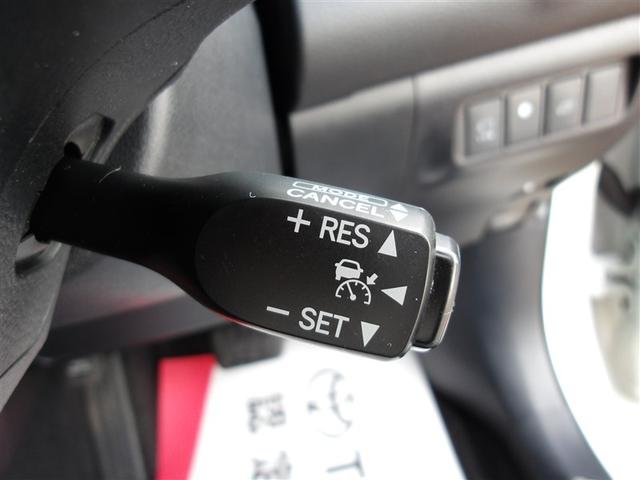 MODE
CANCEL
+ RES
− SET
T